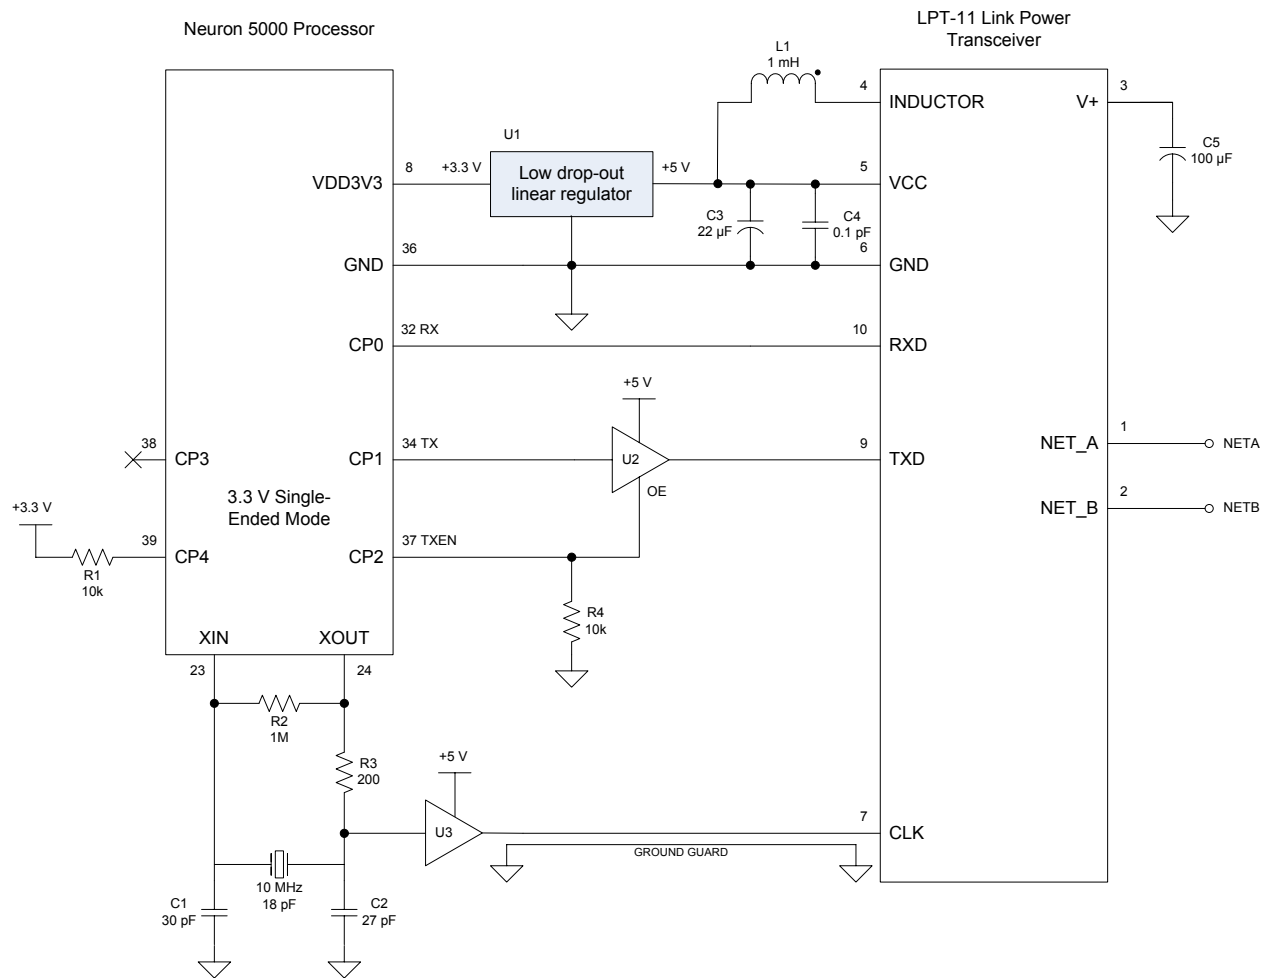 Neuron 5000 Processor
LPT-11 Link Power
Transceiver
L1
1 mH
4
INDUCTOR
V+
3
C5
100 µF
U1
8
+3.3 V
Low drop-out
linear regulator
+5 V
5
VDD3V3
VCC
C3
22 µF
C4
0.1 pF
36
6
GND
GND
32 RX
10
CP0
RXD
+5 V
38
34 TX
9
1
CP3
CP1
U2
TXD
NET_A
NETA
OE
3.3 V Single-
Ended Mode
2
NET_B
NETB
+3.3 V
39
37 TXEN
CP4
CP2
R1
10k
R4
10k
XIN
XOUT
23
24
R2
1M
R3
200
+5 V
U3
7
CLK
GROUND GUARD
10 MHz
18 pF
C1
30 pF
C2
27 pF